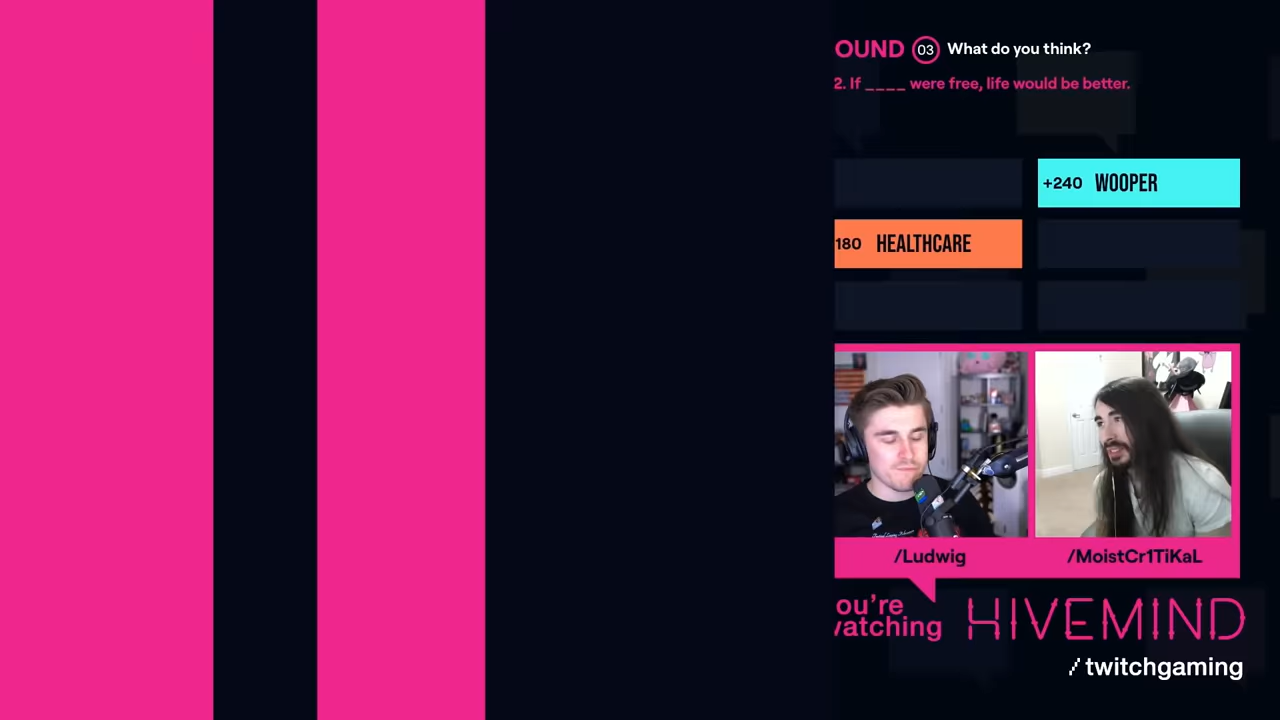 OUND 03 What do you think?
2. If ____ were free, life would be better.
+240 WOOPER
180 HEALTHCARE
/Ludwig
/MoistCr1TiKaL
ou're
watching
HIVEMIND
/twitchgaming